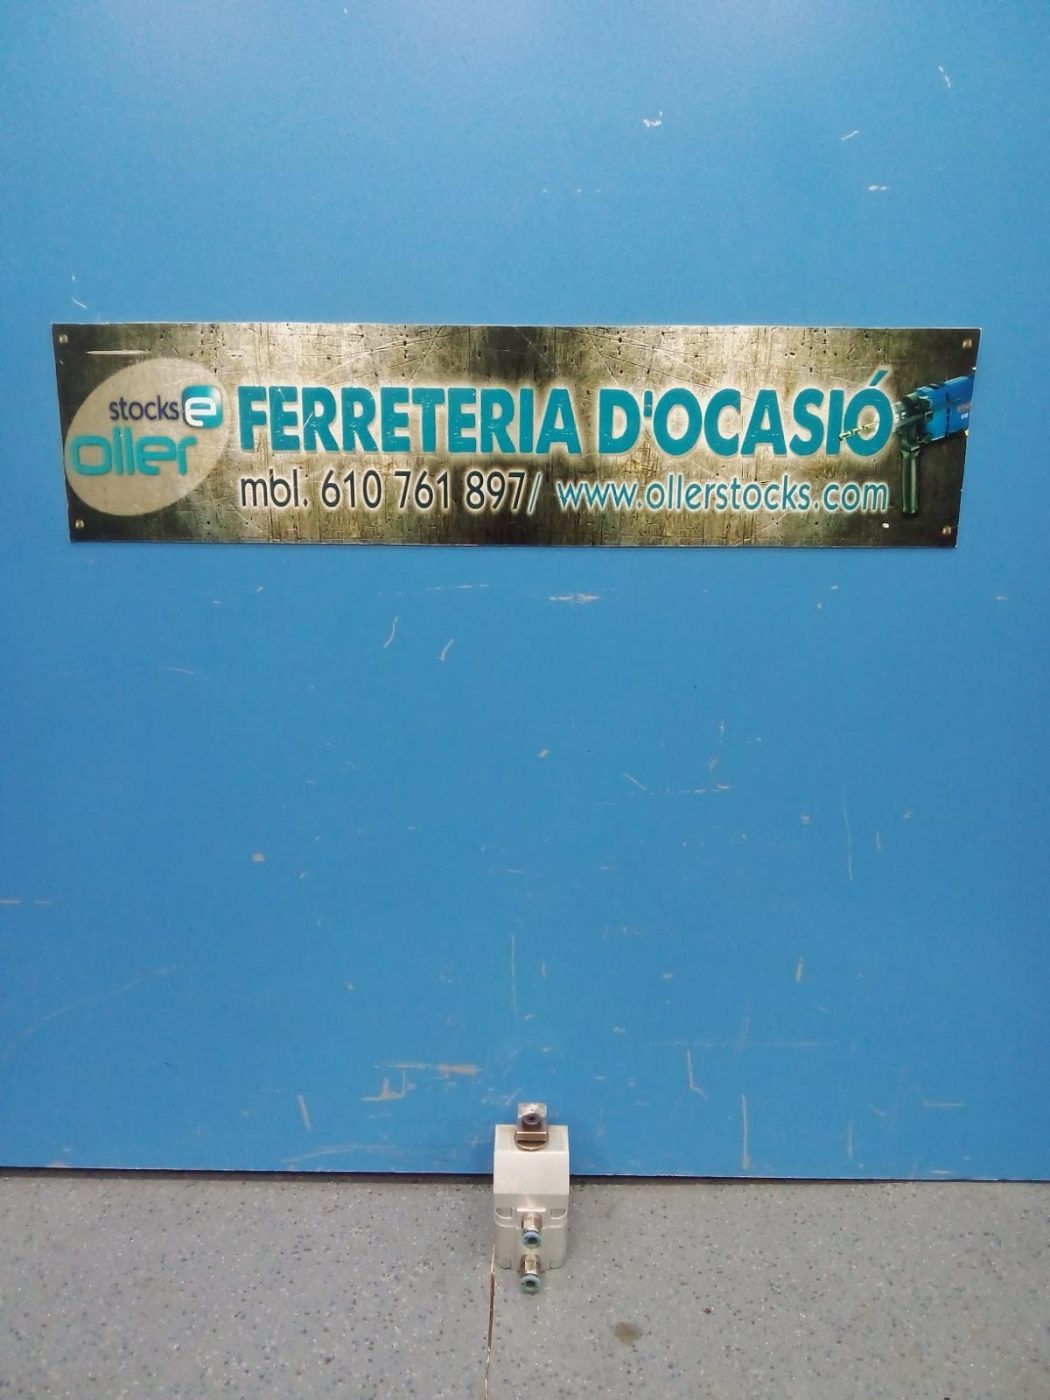 stocks e
oller
FERRETERIA D'OCASIÓ
mbl. 610 761 897/ www.ollerstocks.com